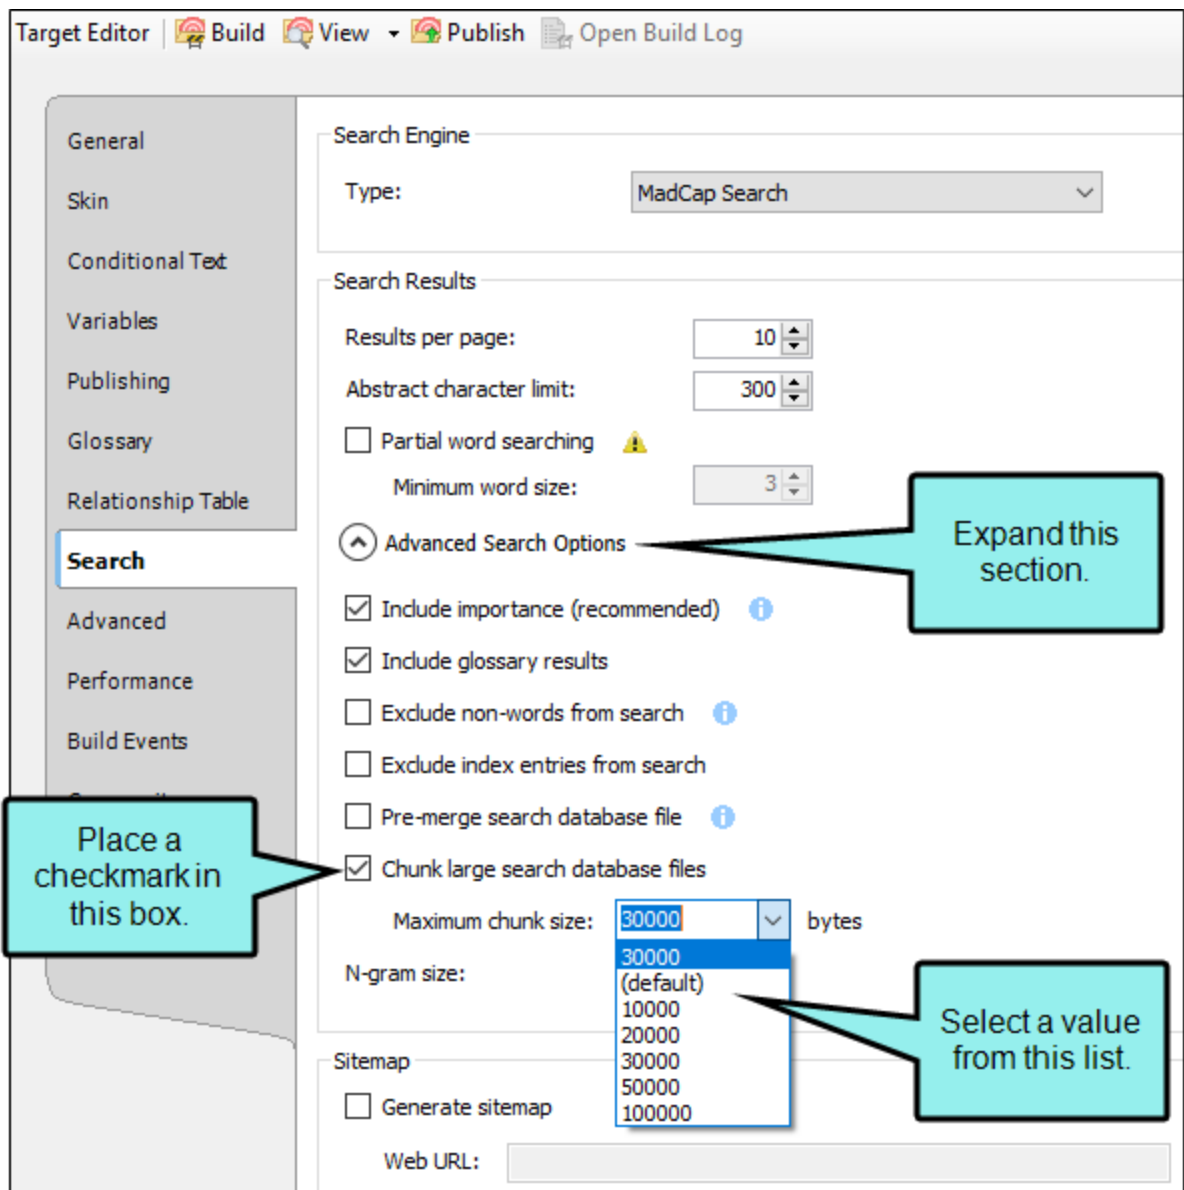 Target Editor Build View Publish Open Build Log
General
Skin
Conditional Text
Variables
Publishing
Glossary
Relationship Table
Search
Advanced
Performance
Build Events
Search Engine
Type: MadCap Search
Search Results
Results per page: 10
Abstract character limit: 300
Partial word searching
Minimum word size: 3
Advanced Search Options
Expand this
section.
Include importance (recommended)
Include glossary results
Exclude non-words from search
Exclude index entries from search
Pre-merge search database file
Place a
checkmark in
this box.
Chunk large search database files
Maximum chunk size: 30000 bytes
30000
(default)
10000
20000
30000
50000
100000
N-gram size:
Select a value
from this list.
Sitemap
Generate sitemap
Web URL: